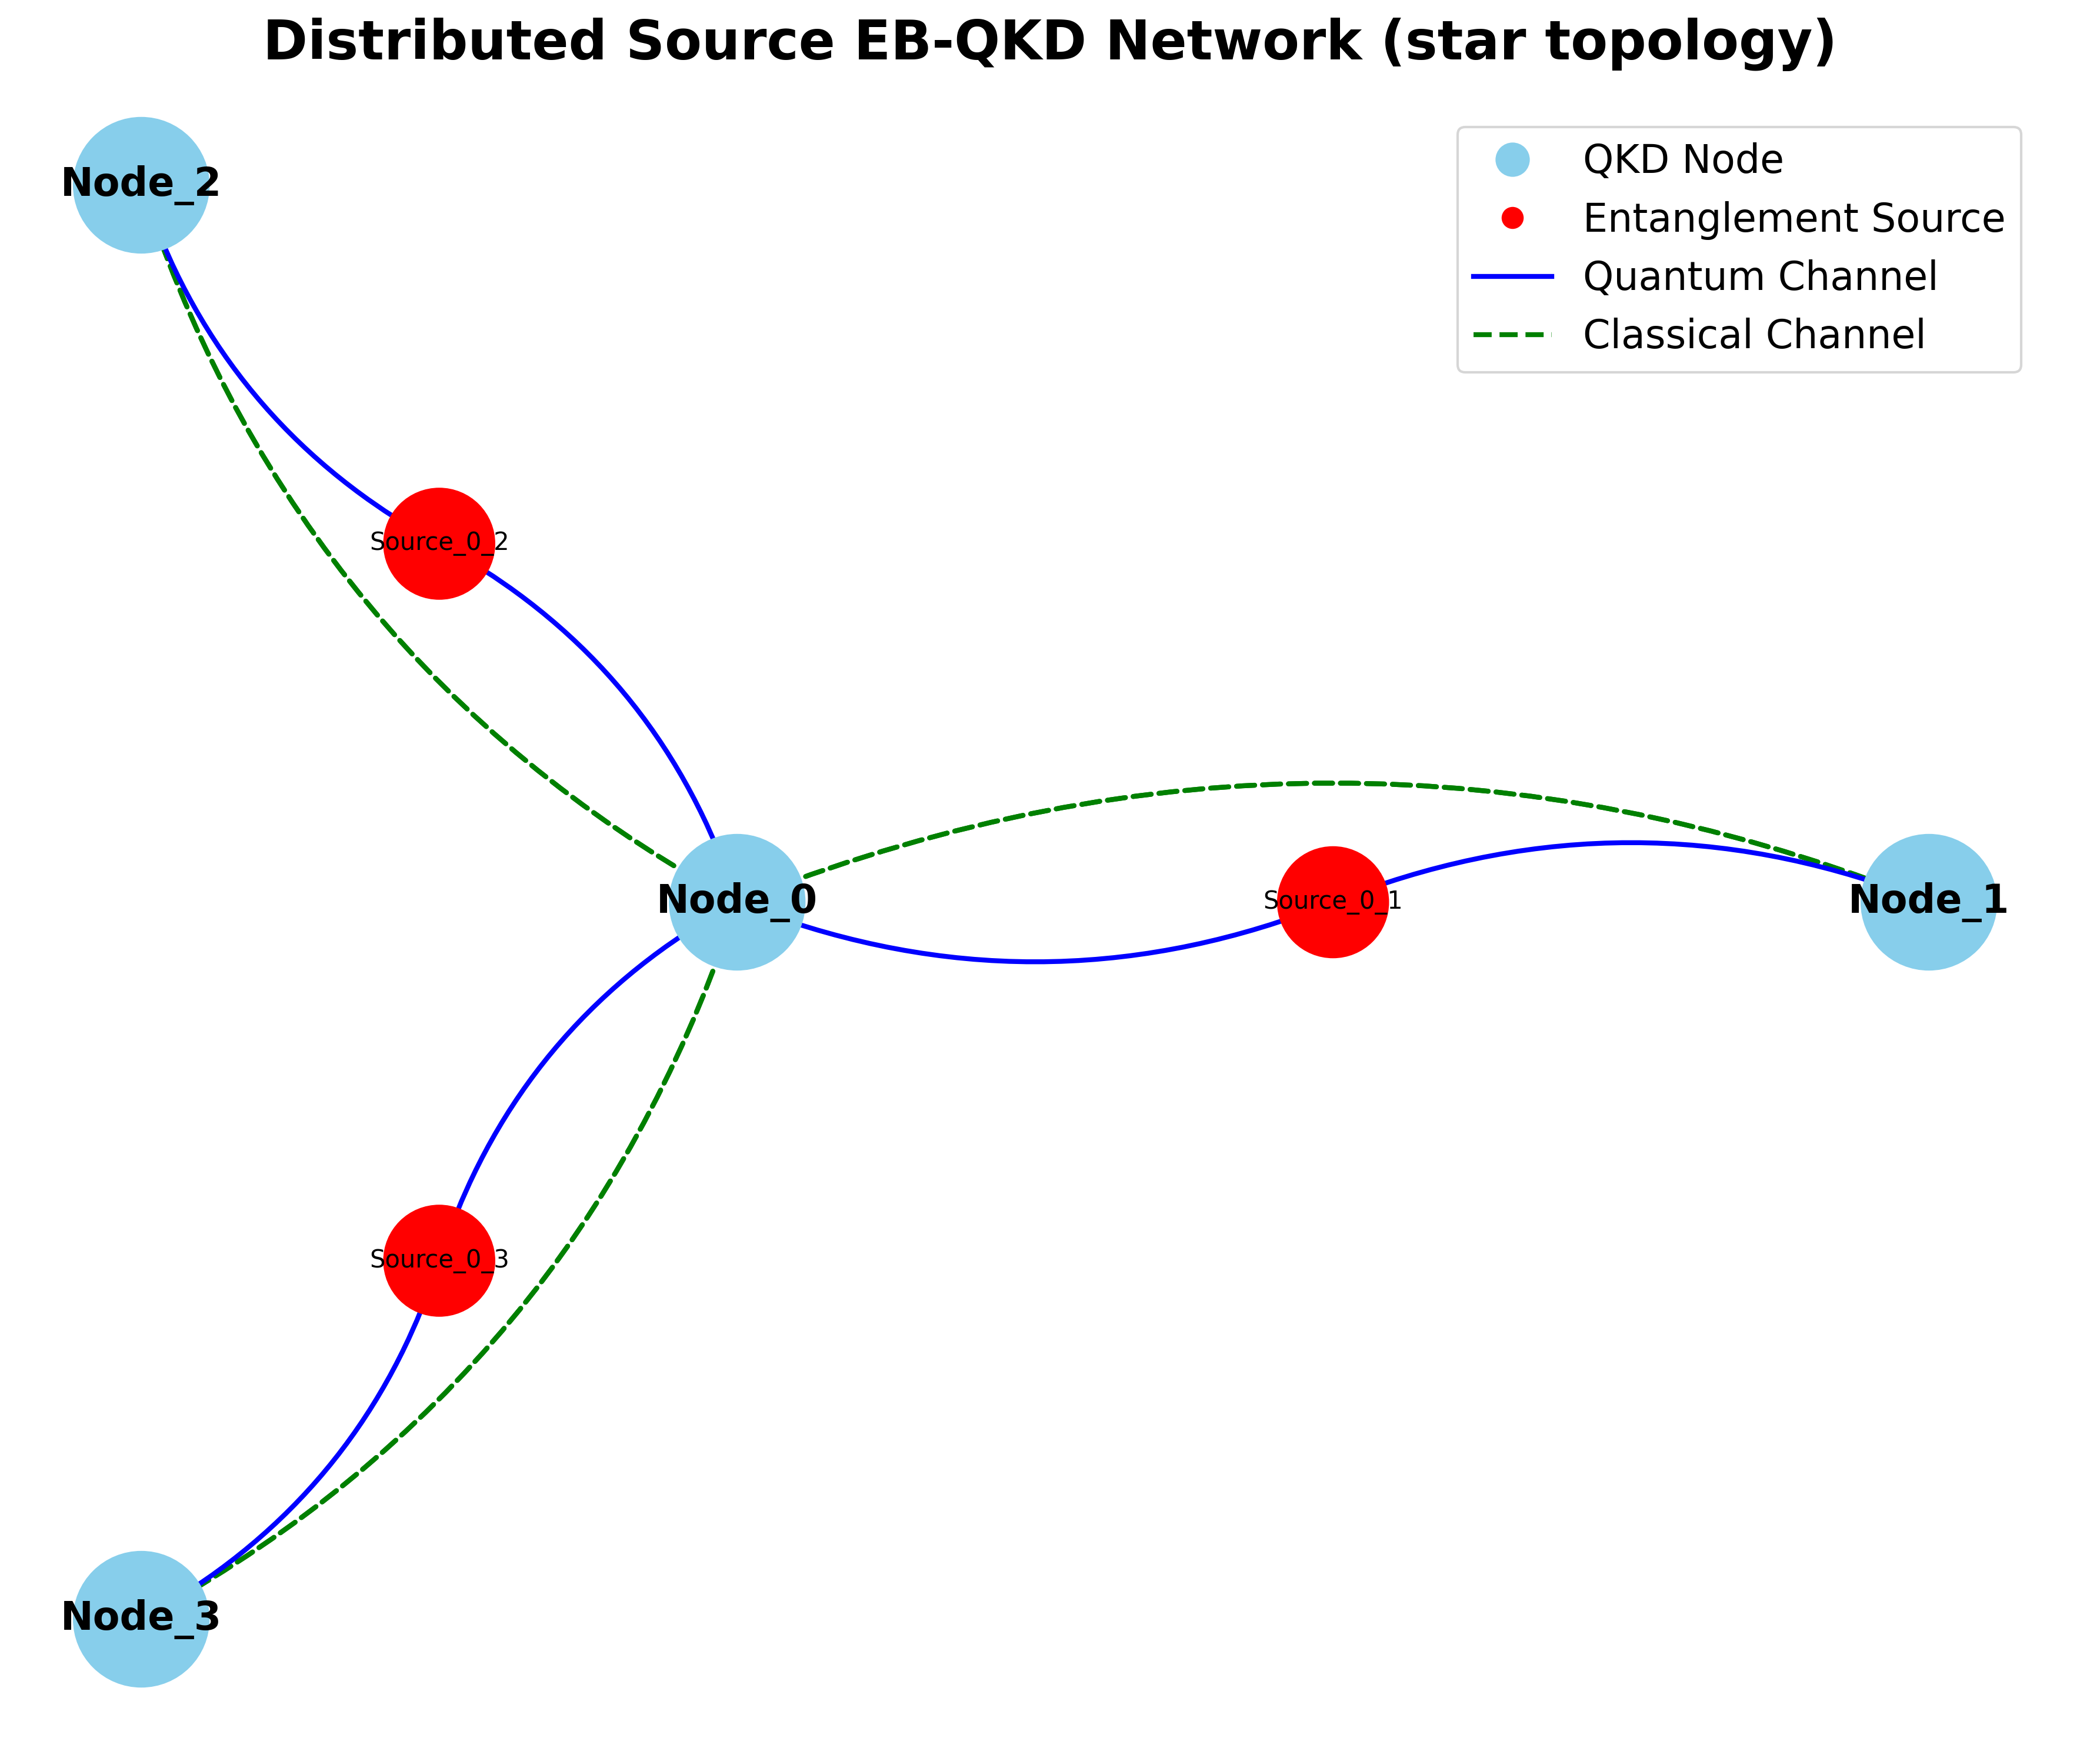 Distributed Source EB-QKD Network (star topology)
QKD Node
Entanglement Source
Quantum Channel
Classical Channel
Node_2
Source_0_2
Node_0
Source_0_1
Node_1
Source_0_3
Node_3